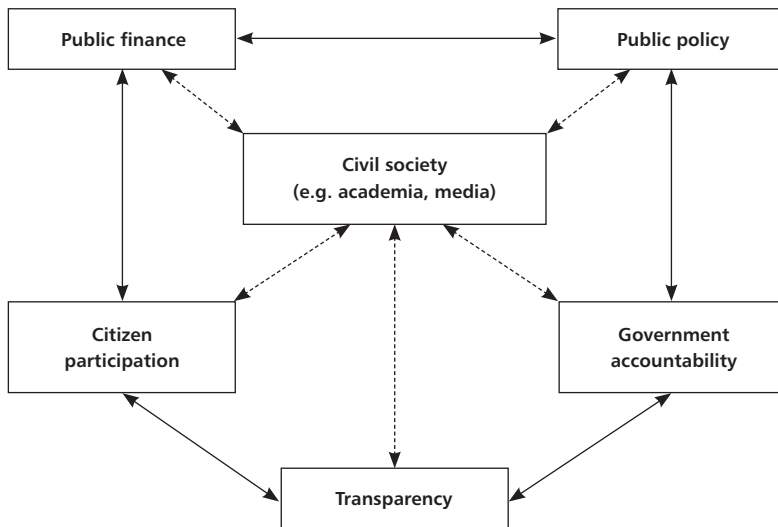 Public finance
Public policy
Civil society
(e.g. academia, media)
Citizen
participation
Government
accountability
Transparency